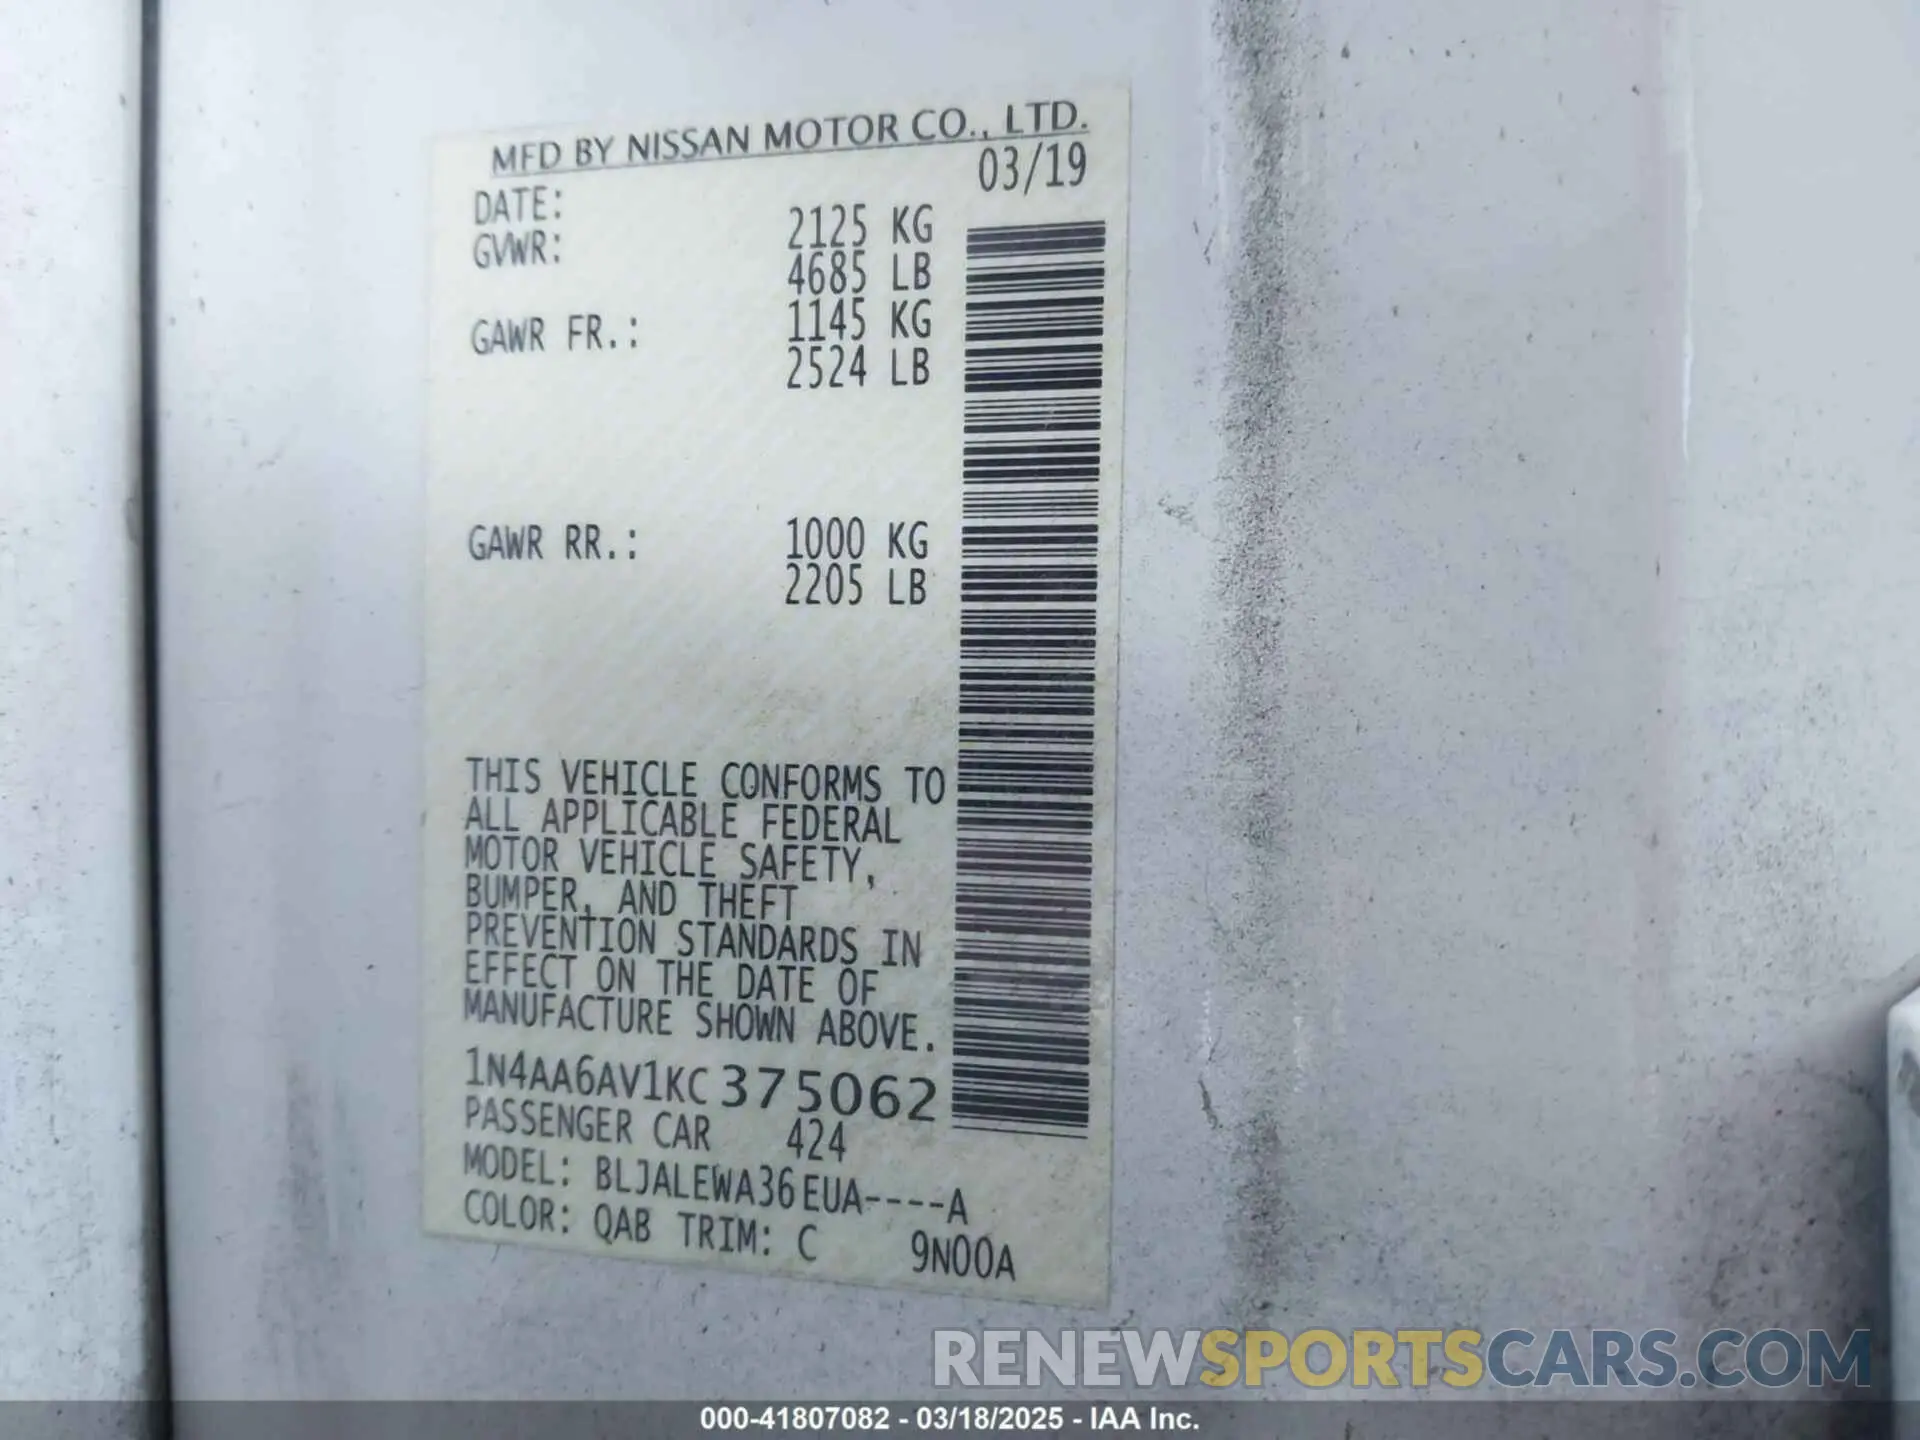 MFD BY NISSAN MOTOR CO., LTD.
DATE: 03/19
GVWR: 2125 KG
4685 LB
GAWR FR.: 1145 KG
2524 LB
GAWR RR.: 1000 KG
2205 LB
THIS VEHICLE CONFORMS TO
ALL APPLICABLE FEDERAL
MOTOR VEHICLE SAFETY,
BUMPER, AND THEFT
PREVENTION STANDARDS IN
EFFECT ON THE DATE OF
MANUFACTURE SHOWN ABOVE.
1N4AA6AV1KC375062
PASSENGER CAR 424
MODEL: BLJALEWA36EUA----A
COLOR: QAB TRIM: C 9N00A
RENEWSPORTSCARS.COM
000-41807082 - 03/18/2025 - IAA Inc.